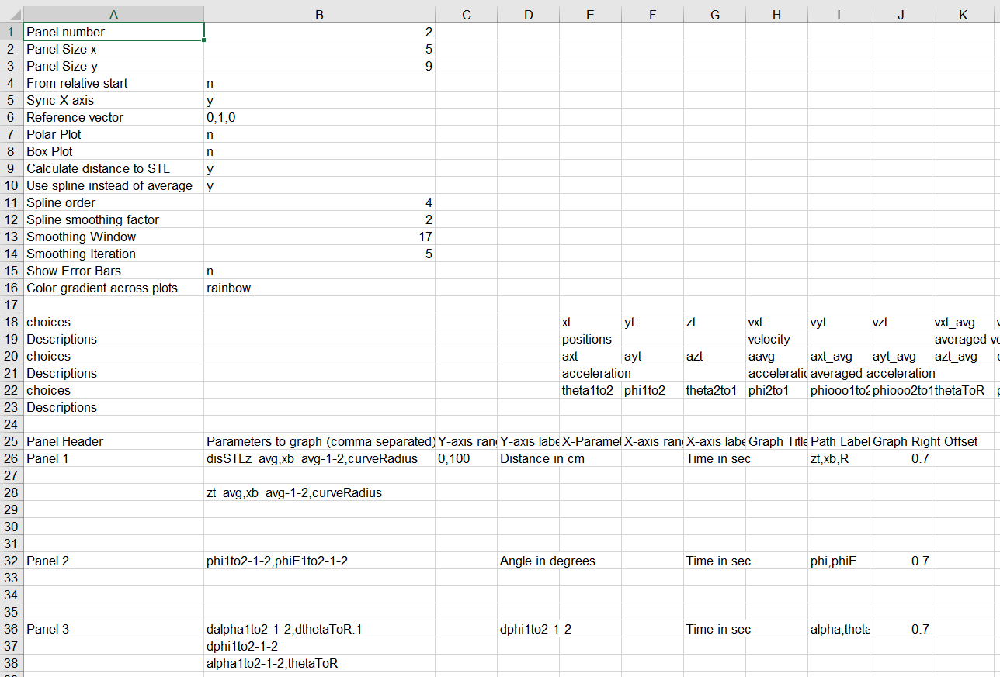 A B C D E F G H I J K
1 Panel number 2
2 Panel Size x 5
3 Panel Size y 9
4 From relative start n
5 Sync X axis y
6 Reference vector 0,1,0
7 Polar Plot n
8 Box Plot n
9 Calculate distance to STL y
10 Use spline instead of average y
11 Spline order 4
12 Spline smoothing factor 2
13 Smoothing Window 17
14 Smoothing Iteration 5
15 Show Error Bars n
16 Color gradient across plots rainbow
17
18 choices xt yt zt vxt vyt vzt vxt_avg
19 Descriptions positions velocity averaged ve
20 choices axt ayt azt aavg axt_avg ayt_avg azt_avg
21 Descriptions acceleration acceleratio averaged acceleration
22 choices theta1to2 phi1to2 theta2to1 phi2to1 phiooo1to2 phiooo2to1 thetaToR
23 Descriptions
24
25 Panel Header Parameters to graph (comma separated) Y-axis ran Y-axis labe X-Paramet X-axis ran X-axis labe Graph Title Path Label Graph Right Offset
26 Panel 1 disSTLz_avg,xb_avg-1-2,curveRadius 0,100 Distance in cm Time in sec zt,xb,R 0.7
27
28 zt_avg,xb_avg-1-2,curveRadius
29
30
31
32 Panel 2 phi1to2-1-2,phiE1to2-1-2 Angle in degrees Time in sec phi,phiE 0.7
33
34
35
36 Panel 3 dalpha1to2-1-2,dthetaToR.1 dphi1to2-1-2 Time in sec alpha,theta 0.7
37 dphi1to2-1-2
38 alpha1to2-1-2,thetaToR